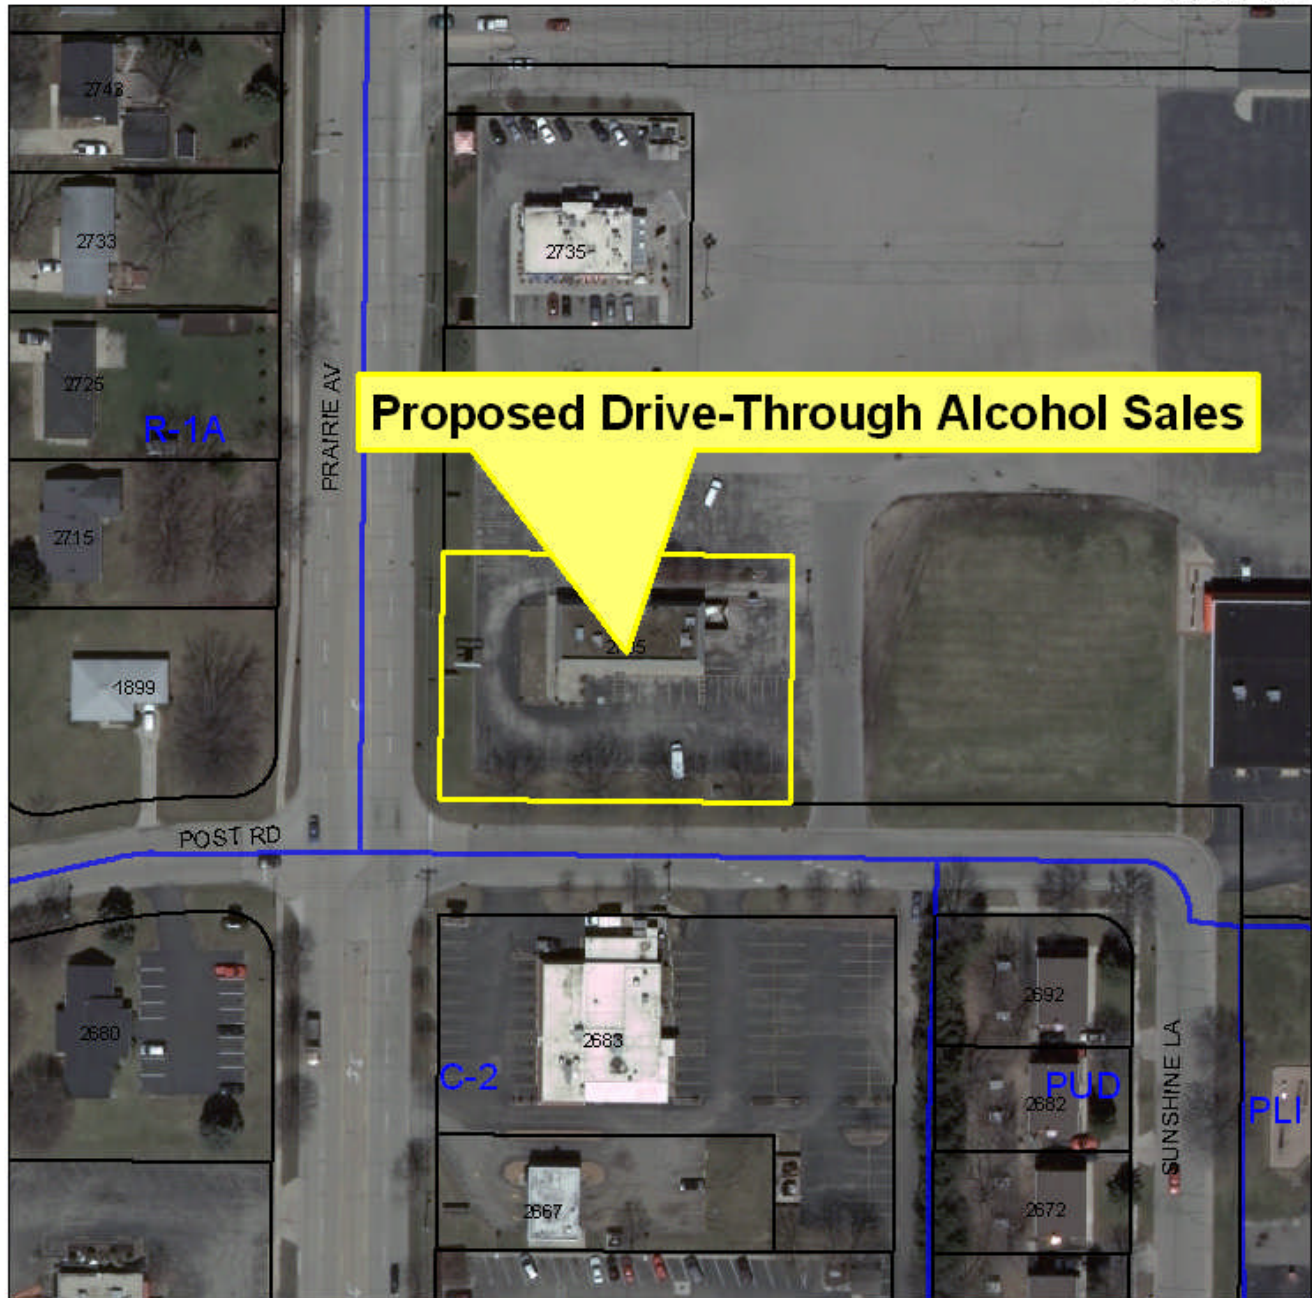 2743
2733
2735
2725
R-1A
PRAIRIE AV
Proposed Drive-Through Alcohol Sales
2715
1899
POST RD
2692
2680
2683
C-2
PUD
2682
SUNSHINE LA
PLI
2667
2672